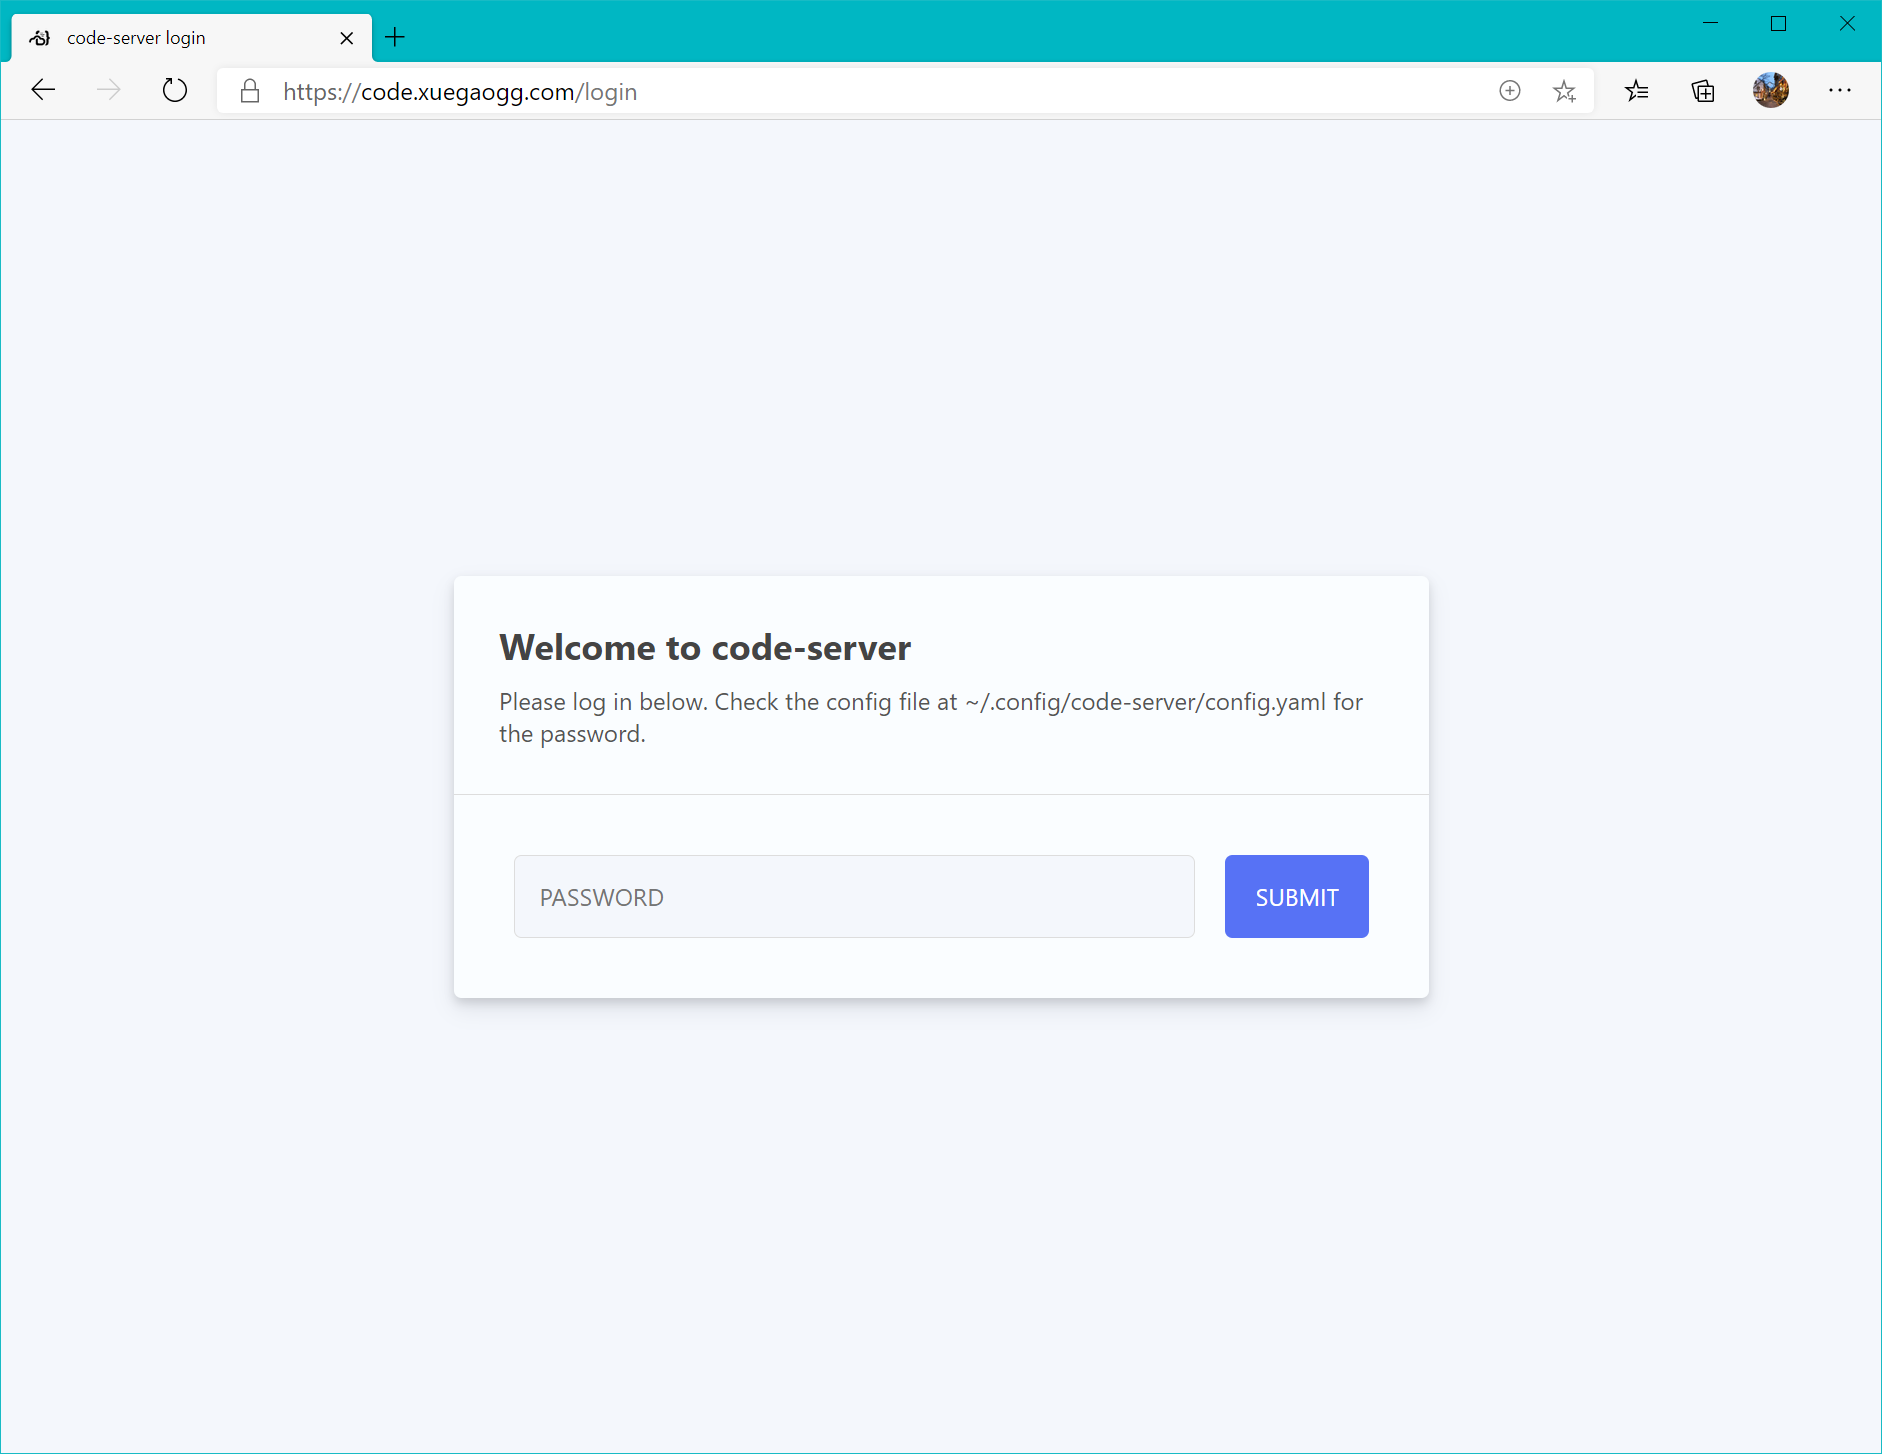 code-server login
https://code.xuegaogg.com/login
Welcome to code-server
Please log in below. Check the config file at ~/.config/code-server/config.yaml for
the password.
PASSWORD
SUBMIT